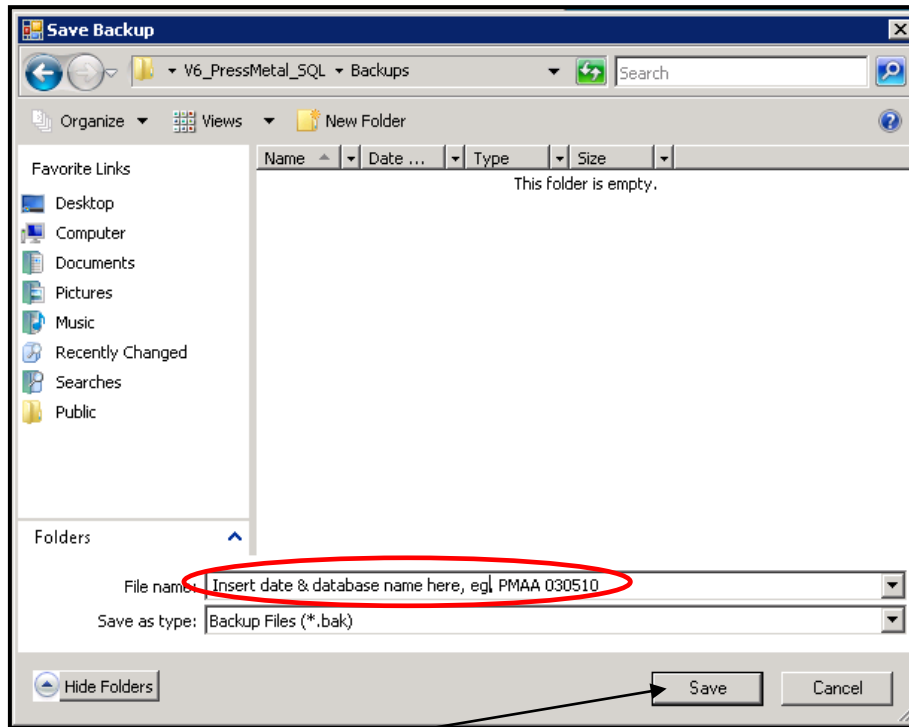 Save Backup
V6_PressMetal_SQL Backups Search
Organize Views New Folder
Favorite Links
Name Date ... Type Size
This folder is empty.
Desktop
Computer
Documents
Pictures
Music
Recently Changed
Searches
Public
Folders
File name: Insert date & database name here, eg. PMAA 030510
Save as type: Backup Files (*.bak)
Hide Folders Save Cancel